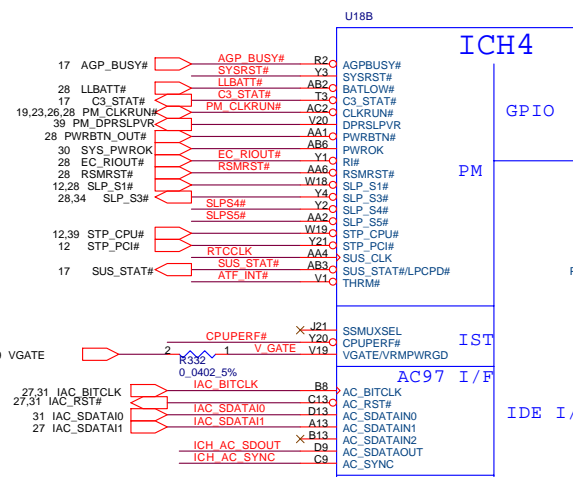 U18B
ICH4
17 AGP_BUSY# AGP_BUSY# R2 AGPBUSY#
SYSRST# Y3 SYSRST#
28 LLBATT# LLBATT# AB2 BATLOW#
17 C3_STAT# C3_STAT# T3 C3_STAT#
19,23,26,28 PM_CLKRUN# PM_CLKRUN# AC2 CLKRUN#
39 PM_DPRSLPVR V20 DPRSLPVR
28 PWRBTN_OUT# AA1 PWRBTN#
30 SYS_PWROK AB6 PWROK
28 EC_RIOUT# EC_RIOUT# Y1 RI#
28 RSMRST# RSMRST# AA6 RSMRST#
12,28 SLP_S1# W18 SLP_S1#
28,34 SLP_S3# Y4 SLP_S3#
SLPS4# Y2 SLP_S4#
SLPS5# AA2 SLP_S5#
12,39 STP_CPU# W19 STP_CPU#
12 STP_PCI# Y21 STP_PCI#
RTCCLK AA4 SUS_CLK
17 SUS_STAT# SUS_STAT# AB3 SUS_STAT#/LPCPD#
ATF_INT# V1 THRM#
GPIO
PM
J21 SSMUXSEL
CPUPERF# Y20 CPUPERF#
VGATE 2 1 V_GATE V19 VGATE/VRMPWRGD
R332
0_0402_5%
IST
AC97 I/F
27,31 IAC_BITCLK IAC_BITCLK B8 AC_BITCLK
27,31 IAC_RST# C13 AC_RST#
31 IAC_SDATAI0 IAC_SDATAI0 D13 AC_SDATAIN0
27 IAC_SDATAI1 IAC_SDATAI1 A13 AC_SDATAIN1
B13 AC_SDATAIN2
ICH_AC_SDOUT D9 AC_SDATAOUT
ICH_AC_SYNC C9 AC_SYNC
IDE I/